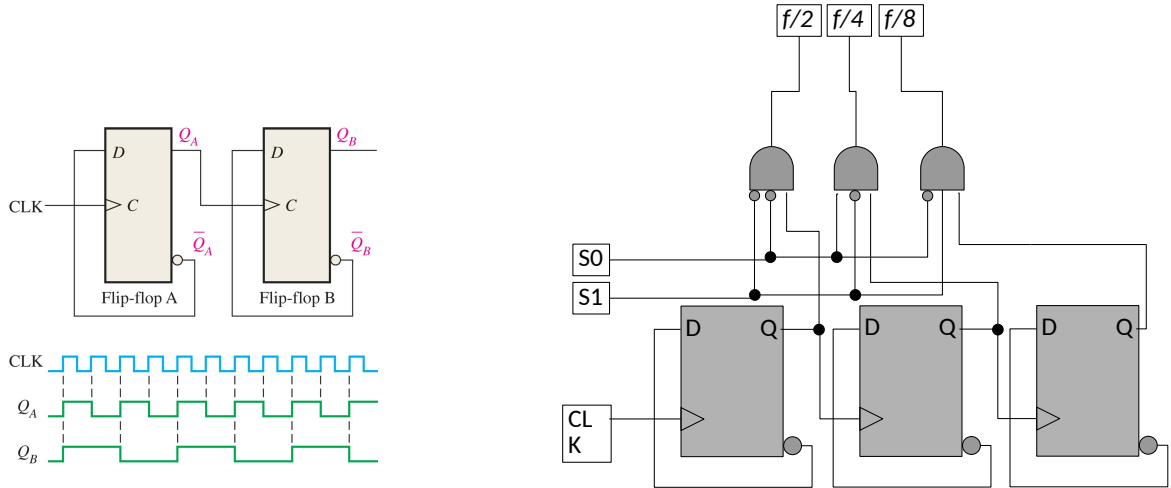 Q_A
Q_B
D
D
CLK
C
C
Q̅_A
Q̅_B
Flip-flop A
Flip-flop B
CLK
Q_A
Q_B
f/2
f/4
f/8
S0
S1
D
Q
D
Q
D
Q
CL
K